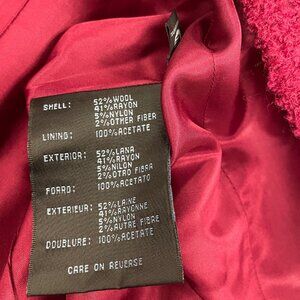 SHELL: 52%WOOL
41%RAYON
5%NYLON
2%OTHER FIBER
LINING: 100%ACETATE
EXTERIOR: 52%LANA
41%RAYON
5%NILON
2%OTRO FIBRA
FORRO: 100%ACETATO
EXTERIEUR: 52%LAINE
41%RAYONNE
5%NYLON
2%AUTRE FIBRE
DOUBLURE: 100%ACETATE
CARE ON REVERSE